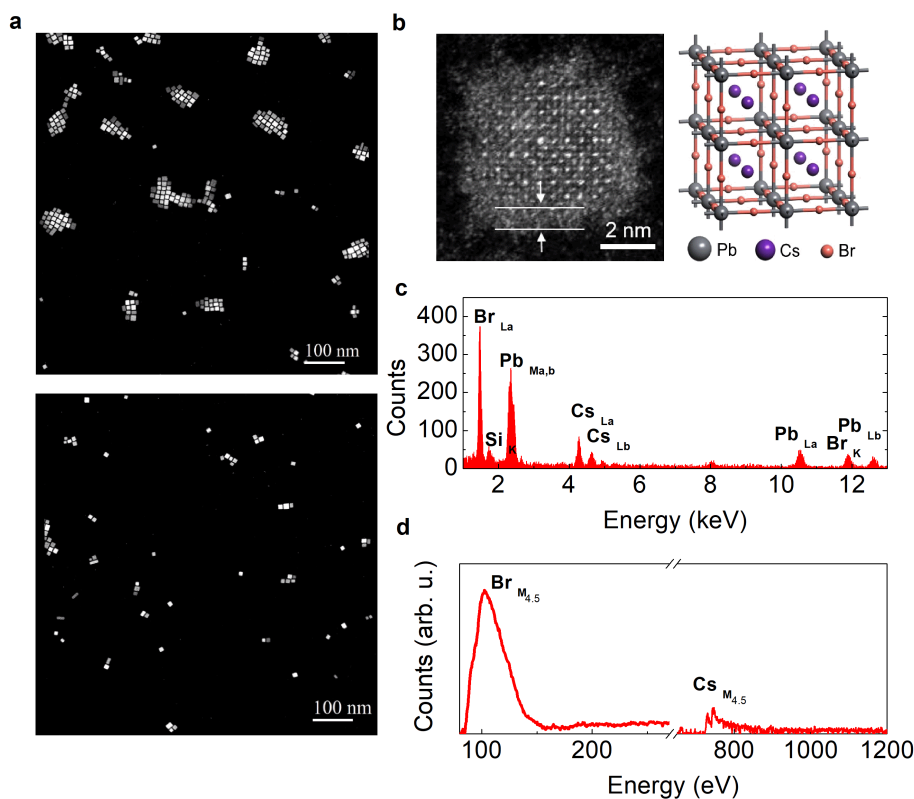 a
100 nm
100 nm
b
2 nm
Pb Cs Br
c
Counts
400
300
200
100
0
Br La
Si K
Pb Ma,b
Cs La
Cs Lb
Pb La
Br K
Pb Lb
2 4 6 8 10 12
Energy (keV)
d
Counts (arb. u.)
Br M4.5
Cs M4.5
100 200 800 1000 1200
Energy (eV)